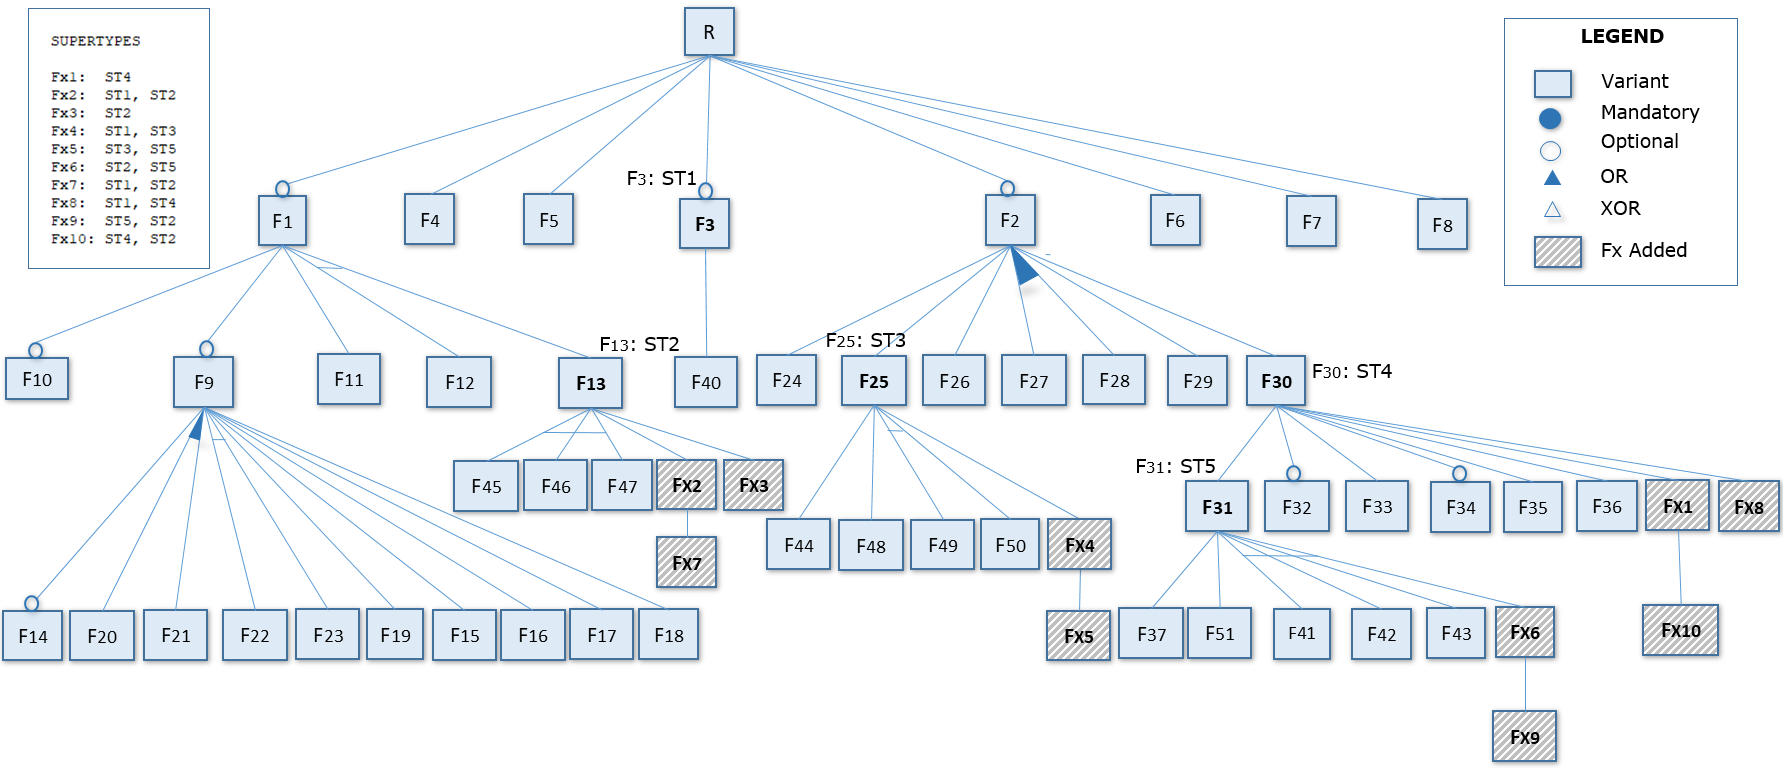 SUPERTYPES
Fx1: ST4
Fx2: ST1, ST2
Fx3: ST2
Fx4: ST1, ST3
Fx5: ST3, ST5
Fx6: ST2, ST5
Fx7: ST1, ST2
Fx8: ST1, ST4
Fx9: ST5, ST2
Fx10: ST4, ST2
R
LEGEND
Variant
Mandatory
Optional
OR
XOR
Fx Added
F3: ST1
F1 F4 F5 F3 F2 F6 F7 F8
F13: ST2 F25: ST3 F30: ST4
F10 F9 F11 F12 F13 F40 F24 F25 F26 F27 F28 F29 F30
F31: ST5
F45 F46 F47 FX2 FX3 F31 F32 F33 F34 F35 F36 FX1 FX8
FX7 F44 F48 F49 F50 FX4
F14 F20 F21 F22 F23 F19 F15 F16 F17 F18 FX5 F37 F51 F41 F42 F43 FX6 FX10
FX9